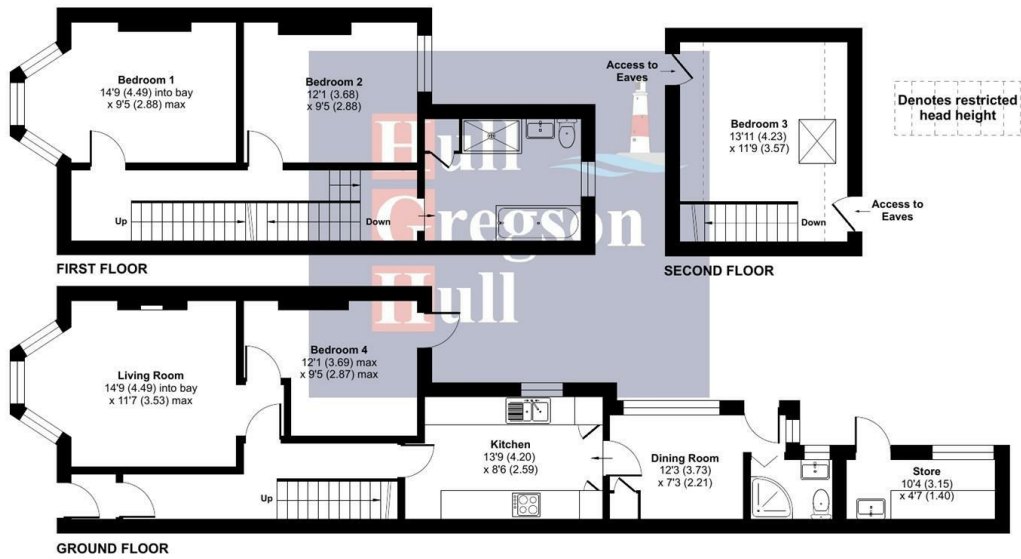 Bedroom 1
14'9 (4.49) into bay
x 9'5 (2.88) max
Bedroom 2
12'1 (3.68)
x 9'5 (2.88)
Up
Down
FIRST FLOOR
Access to
Eaves
Bedroom 3
13'11 (4.23)
x 11'9 (3.57)
Down
Access to
Eaves
SECOND FLOOR
Denotes restricted
head height
Hull
Gregson
Hull
Living Room
14'9 (4.49) into bay
x 11'7 (3.53) max
Bedroom 4
12'1 (3.69) max
x 9'5 (2.87) max
Up
Kitchen
13'9 (4.20)
x 8'6 (2.59)
Dining Room
12'3 (3.73)
x 7'3 (2.21)
Store
10'4 (3.15)
x 4'7 (1.40)
GROUND FLOOR